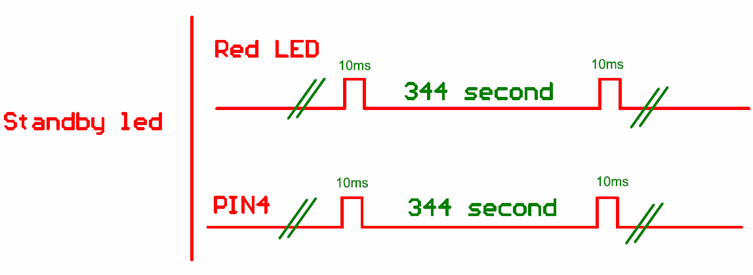 Red LED
10ms
344 second
10ms
Standby led
PIN4
10ms
344 second
10ms